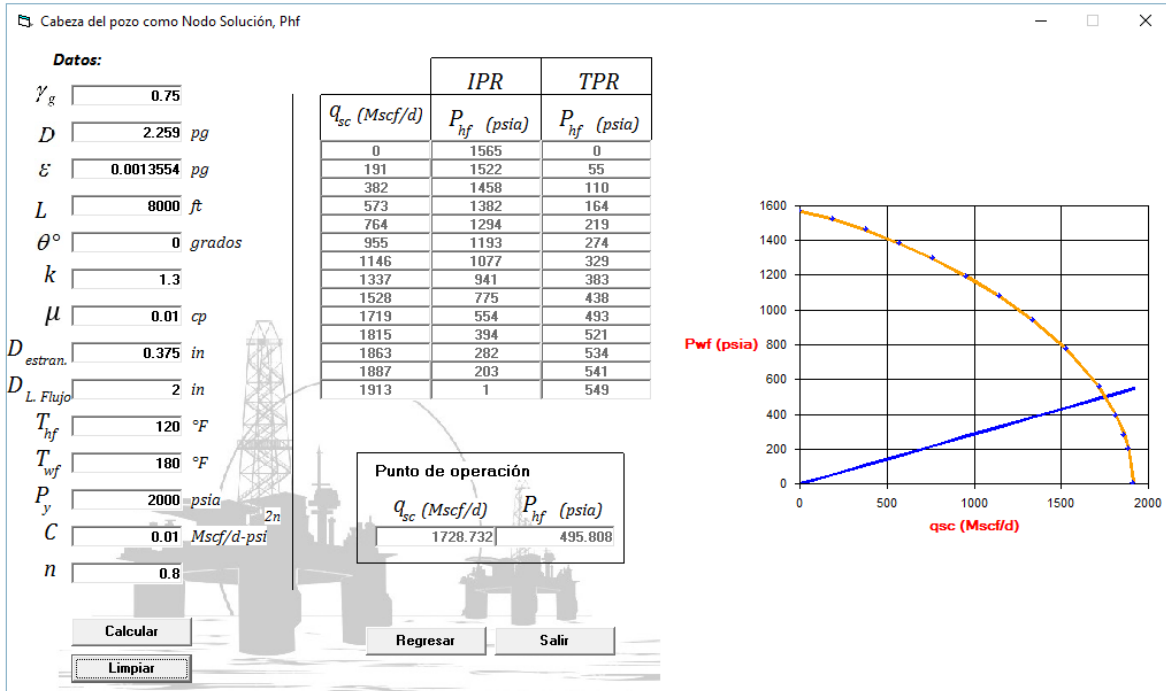 Cabeza del pozo como Nodo Solución, Phf
Datos:
γg 0.75
D 2.259 pg
ε 0.0013554 pg
L 8000 ft
θ° 0 grados
k 1.3
μ 0.01 cp
D estran. 0.375 in
D L. Flujo 2 in
Thf 120 °F
Twf 180 °F
Py 2000 psia
C 0.01 Mscf/d-psi 2n
n 0.8
Calcular
Limpiar
IPR TPR
qsc (Mscf/d) Phf (psia) Phf (psia)
0 1565 0
191 1522 55
382 1458 110
573 1382 164
764 1294 219
955 1193 274
1146 1077 329
1337 941 383
1528 775 438
1719 554 493
1815 394 521
1863 282 534
1887 203 541
1913 1 549
Punto de operación
qsc (Mscf/d) Phf (psia)
1728.732 495.808
Regresar Salir
1600
1400
1200
1000
Pwf (psia) 800
600
400
200
0
0 500 1000 1500 2000
qsc (Mscf/d)